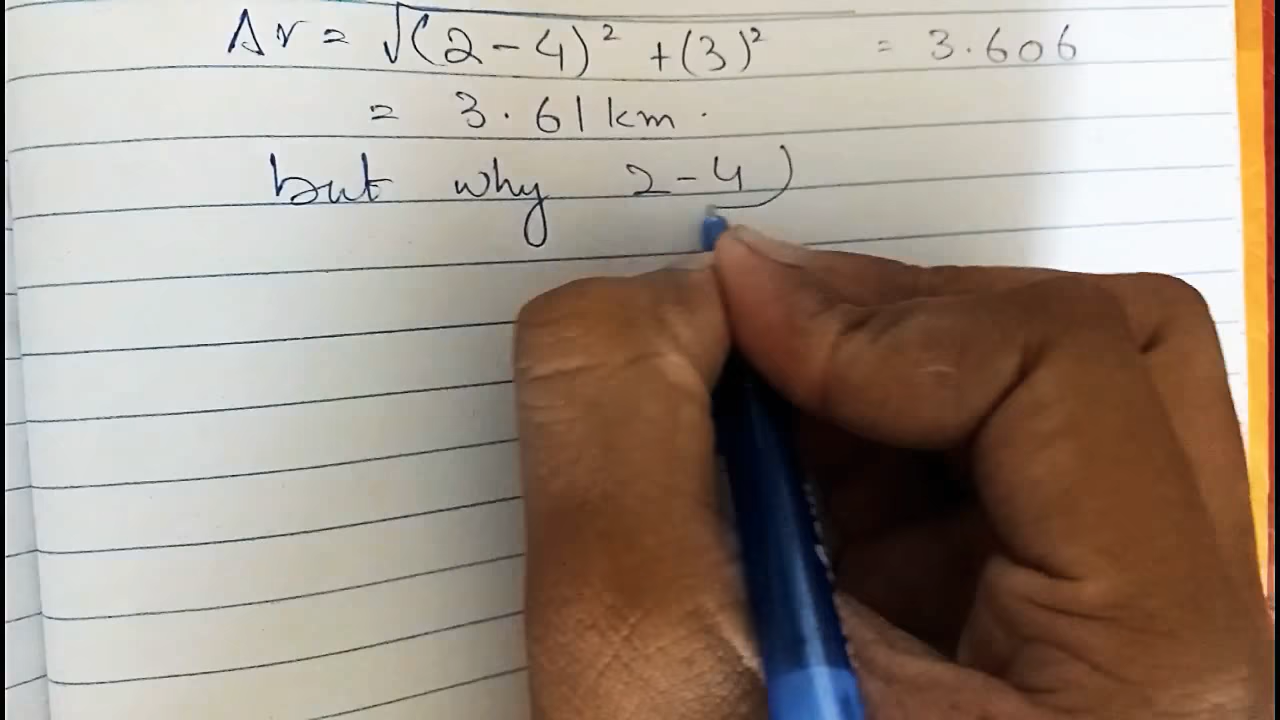 Δr = √(2-4)² + (3)² = 3.606
= 3.61 km.
but why 2-4)